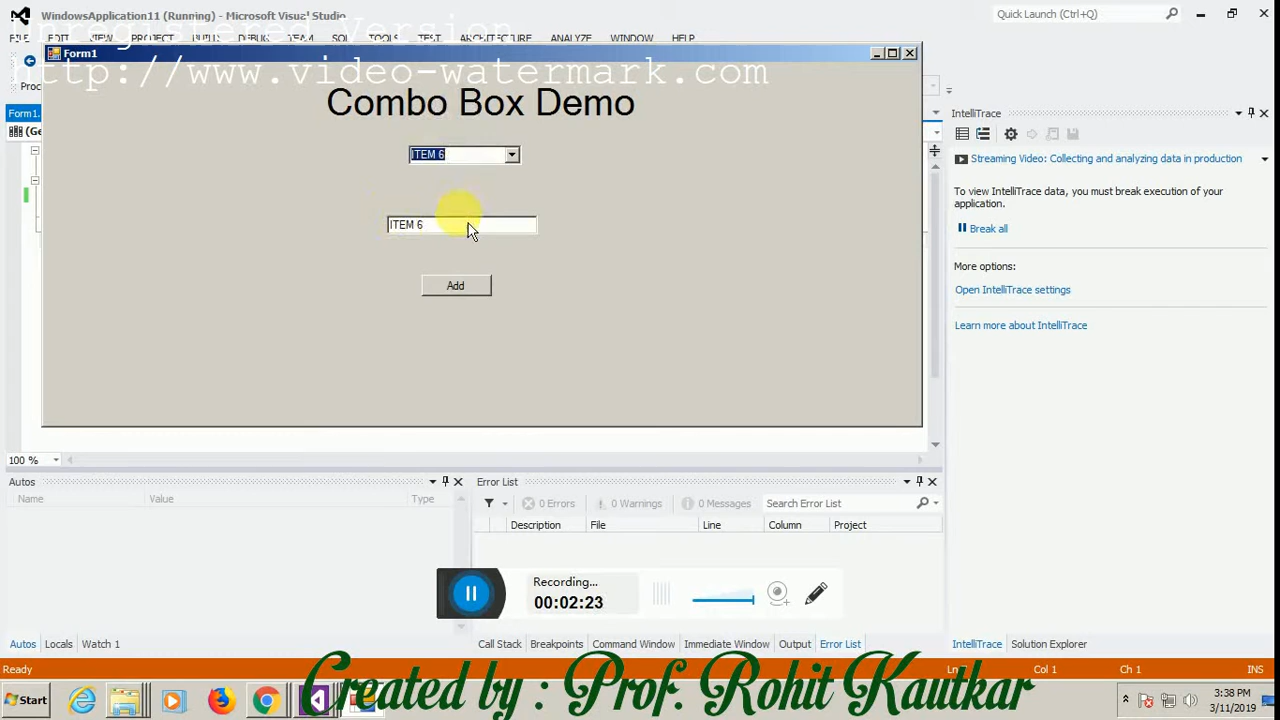 WindowsApplication11 (Running) - Microsoft Visual Studio
Quick Launch (Ctrl+Q)
Unregistered Version
FILE EDIT VIEW PROJECT BUILD DEBUG TEAM SQL TOOLS TEST ARCHITECTURE ANALYZE WINDOW HELP
Form1
http://www.video-watermark.com
Proc
Combo Box Demo
Form1.
IntelliTrace
(Ge
ITEM 6
Streaming Video: Collecting and analyzing data in production
To view IntelliTrace data, you must break execution of your
application.
ITEM 6
Break all
More options:
Add
Open IntelliTrace settings
Learn more about IntelliTrace
100 %
Autos
Error List
Name Value Type
0 Errors 0 Warnings 0 Messages Search Error List
Description File Line Column Project
Recording...
00:02:23
Autos Locals Watch 1
Call Stack Breakpoints Command Window Immediate Window Output Error List
IntelliTrace Solution Explorer
Ready
Col 1 Ch 1 INS
Created by : Prof. Rohit Kautkar
Start
3:38 PM
3/11/2019